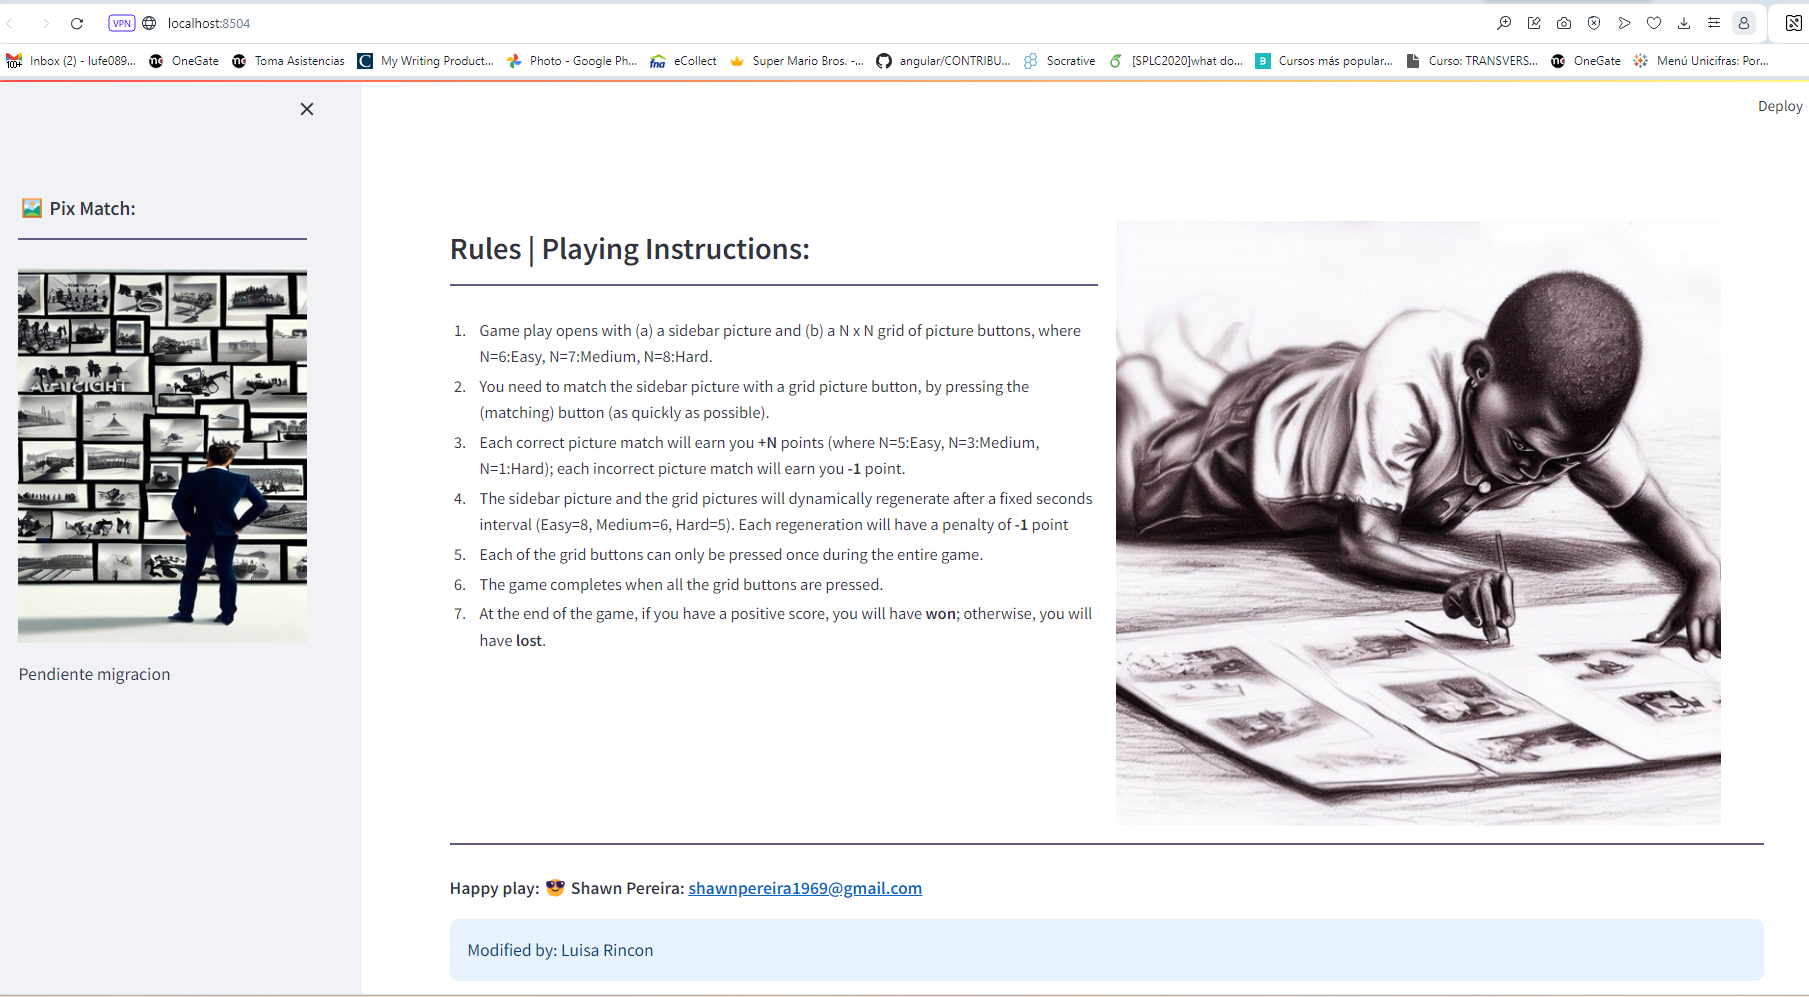 VPN localhost:8504
Inbox (2) - lufe089... OneGate Toma Asistencias My Writing Product... Photo - Google Ph... eCollect Super Mario Bros. -... angular/CONTRIBU... Socrative [SPLC2020]what do... Cursos más popular... Curso: TRANSVERS... OneGate Menú Unicifras: Por...
Deploy
Pix Match:
Rules | Playing Instructions:
1. Game play opens with (a) a sidebar picture and (b) a N x N grid of picture buttons, where
N=6:Easy, N=7:Medium, N=8:Hard.
2. You need to match the sidebar picture with a grid picture button, by pressing the
(matching) button (as quickly as possible).
3. Each correct picture match will earn you +N points (where N=5:Easy, N=3:Medium,
N=1:Hard); each incorrect picture match will earn you -1 point.
4. The sidebar picture and the grid pictures will dynamically regenerate after a fixed seconds
interval (Easy=8, Medium=6, Hard=5). Each regeneration will have a penalty of -1 point
5. Each of the grid buttons can only be pressed once during the entire game.
6. The game completes when all the grid buttons are pressed.
7. At the end of the game, if you have a positive score, you will have won; otherwise, you will
have lost.
Pendiente migracion
Happy play: 😎 Shawn Pereira: shawnpereira1969@gmail.com
Modified by: Luisa Rincon